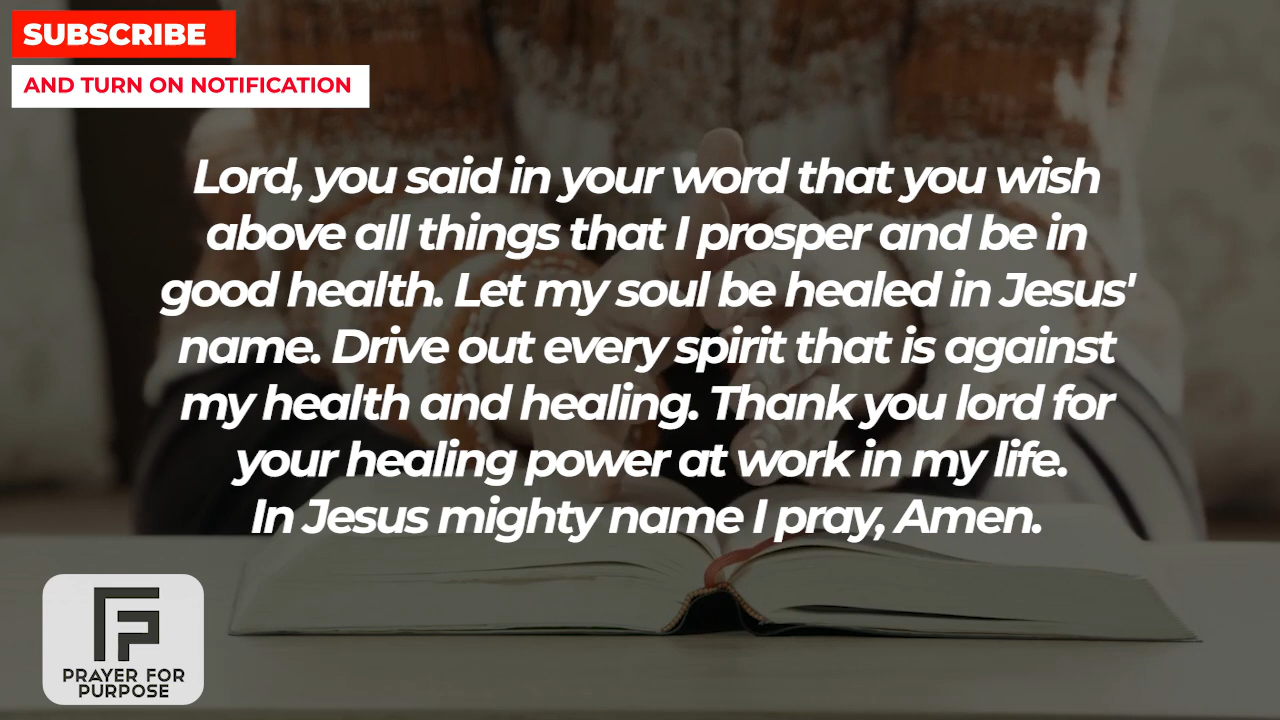 SUBSCRIBE
AND TURN ON NOTIFICATION
Lord, you said in your word that you wish
above all things that I prosper and be in
good health. Let my soul be healed in Jesus'
name. Drive out every spirit that is against
my health and healing. Thank you lord for
your healing power at work in my life.
In Jesus mighty name I pray, Amen.
PRAYER FOR
PURPOSE